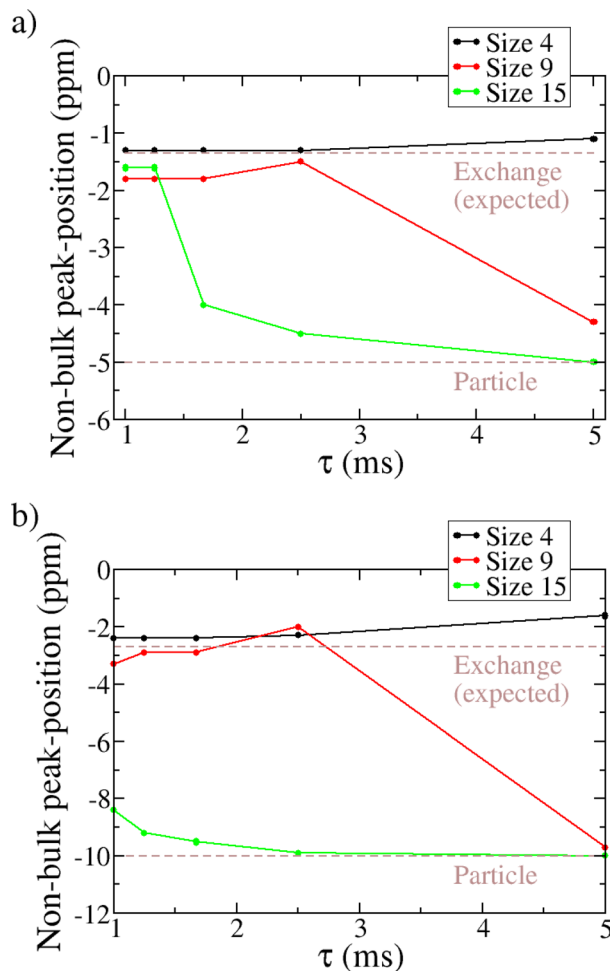 a)
Size 4
Size 9
Size 15
Non-bulk peak-position (ppm)
0
-1
-2
-3
-4
-5
-6
Exchange
(expected)
Particle
1
2
3
4
5
τ (ms)
b)
Size 4
Size 9
Size 15
Non-bulk peak-position (ppm)
0
-2
-4
-6
-8
-10
-12
Exchange
(expected)
Particle
1
2
3
4
5
τ (ms)